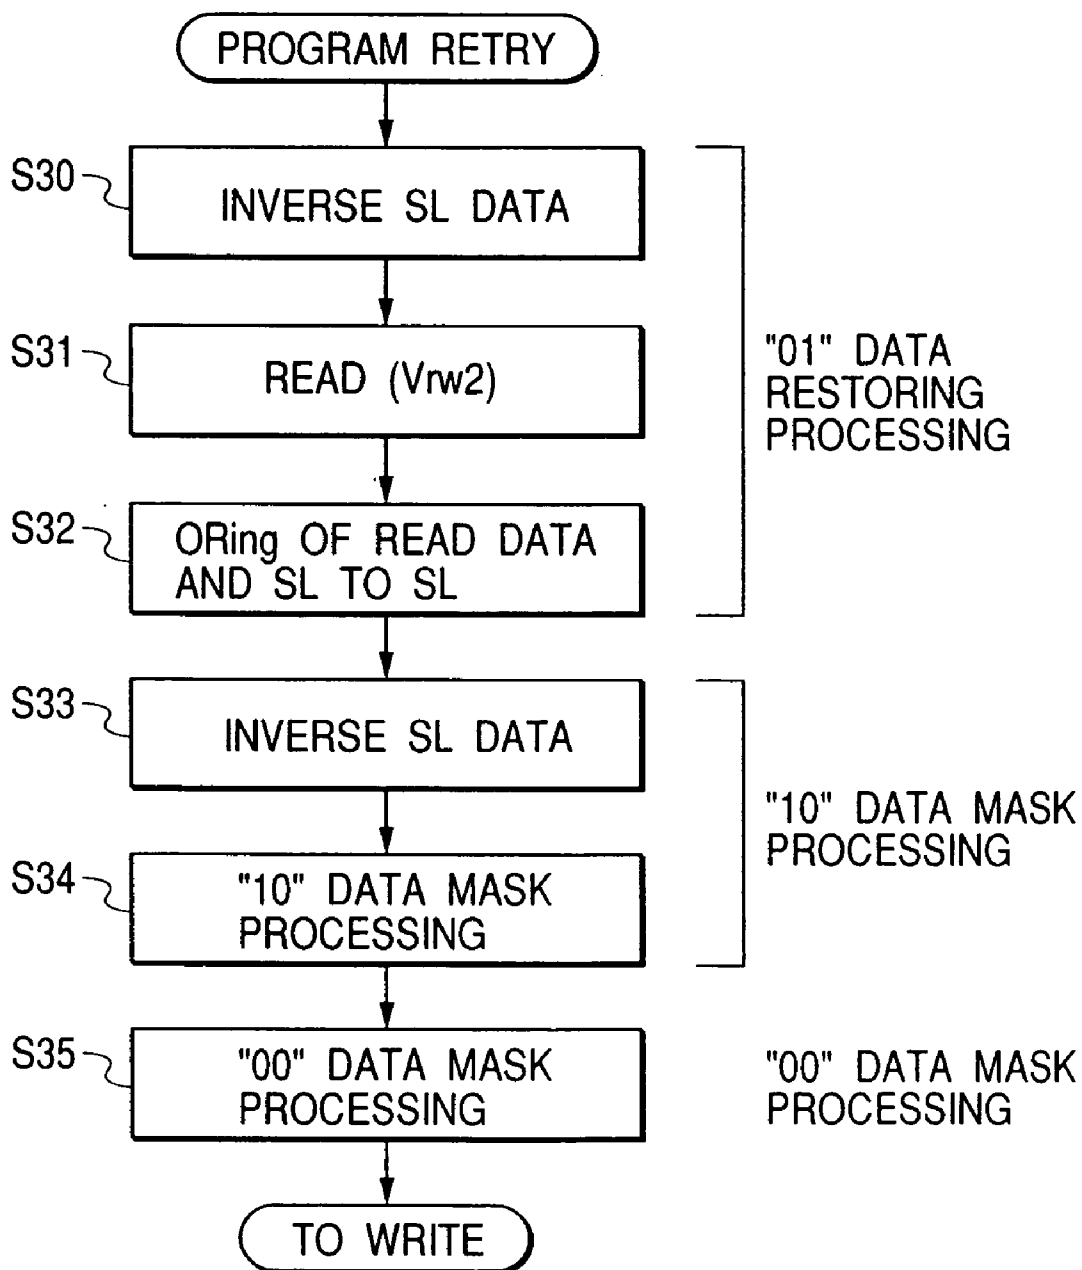 PROGRAM RETRY
S30
INVERSE SL DATA
S31
READ (Vrw2)
"01" DATA
RESTORING
PROCESSING
S32
ORing OF READ DATA
AND SL TO SL
S33
INVERSE SL DATA
"10" DATA MASK
PROCESSING
S34
"10" DATA MASK
PROCESSING
S35
"00" DATA MASK
PROCESSING
"00" DATA MASK
PROCESSING
TO WRITE